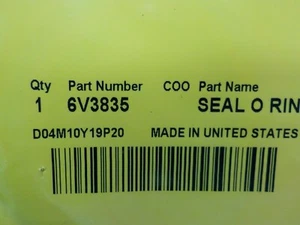 Qty Part Number COO Part Name
1 6V3835 SEAL O RIN
D04M10Y19P20 MADE IN UNITED STATES